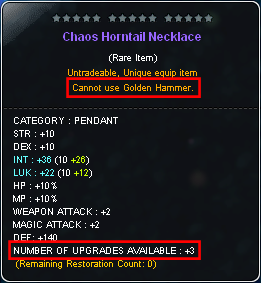 Chaos Horntail Necklace
(Rare Item)
Untradeable, Unique equip item
Cannot use Golden Hammer.
CATEGORY : PENDANT
STR : +10
DEX : +10
INT : +36 (10 +26)
LUK : +22 (10 +12)
HP : +10%
MP : +10%
WEAPON ATTACK : +2
MAGIC ATTACK : +2
DEF: +140
NUMBER OF UPGRADES AVAILABLE : +3
(Remaining Restoration Count: 0)